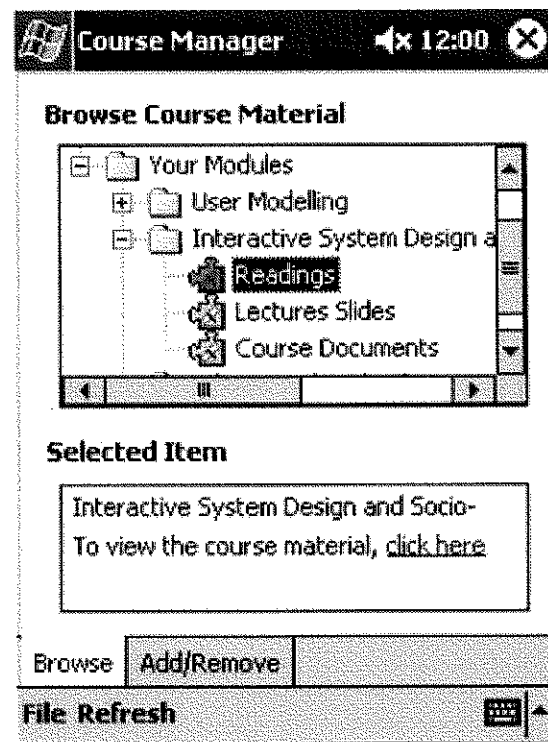 Course Manager 12:00
Browse Course Material
Your Modules
User Modelling
Interactive System Design a
Readings
Lectures Slides
Course Documents
Selected Item
Interactive System Design and Socio-
To view the course material, click here
Browse Add/Remove
File Refresh